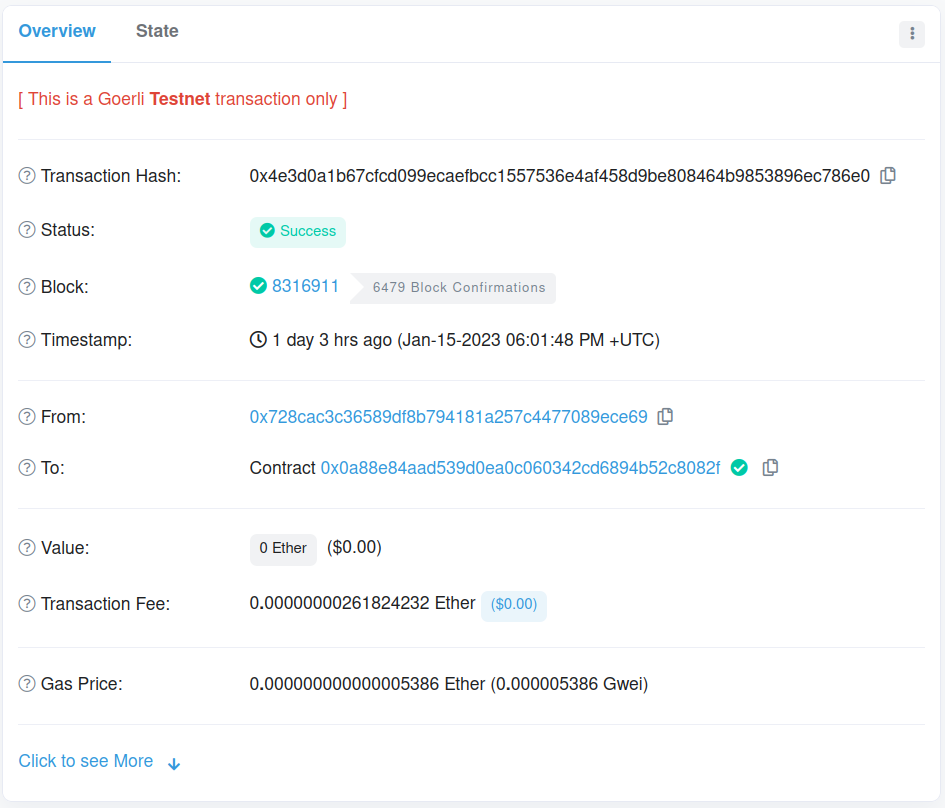 Overview State
[ This is a Goerli Testnet transaction only ]
Transaction Hash: 0x4e3d0a1b67cfcd099ecaefbcc1557536e4af458d9be808464b9853896ec786e0
Status: Success
Block: 8316911 6479 Block Confirmations
Timestamp: 1 day 3 hrs ago (Jan-15-2023 06:01:48 PM +UTC)
From: 0x728cac3c36589df8b794181a257c4477089ece69
To: Contract 0x0a88e84aad539d0ea0c060342cd6894b52c8082f
Value: 0 Ether ($0.00)
Transaction Fee: 0.00000000261824232 Ether ($0.00)
Gas Price: 0.000000000000005386 Ether (0.000005386 Gwei)
Click to see More